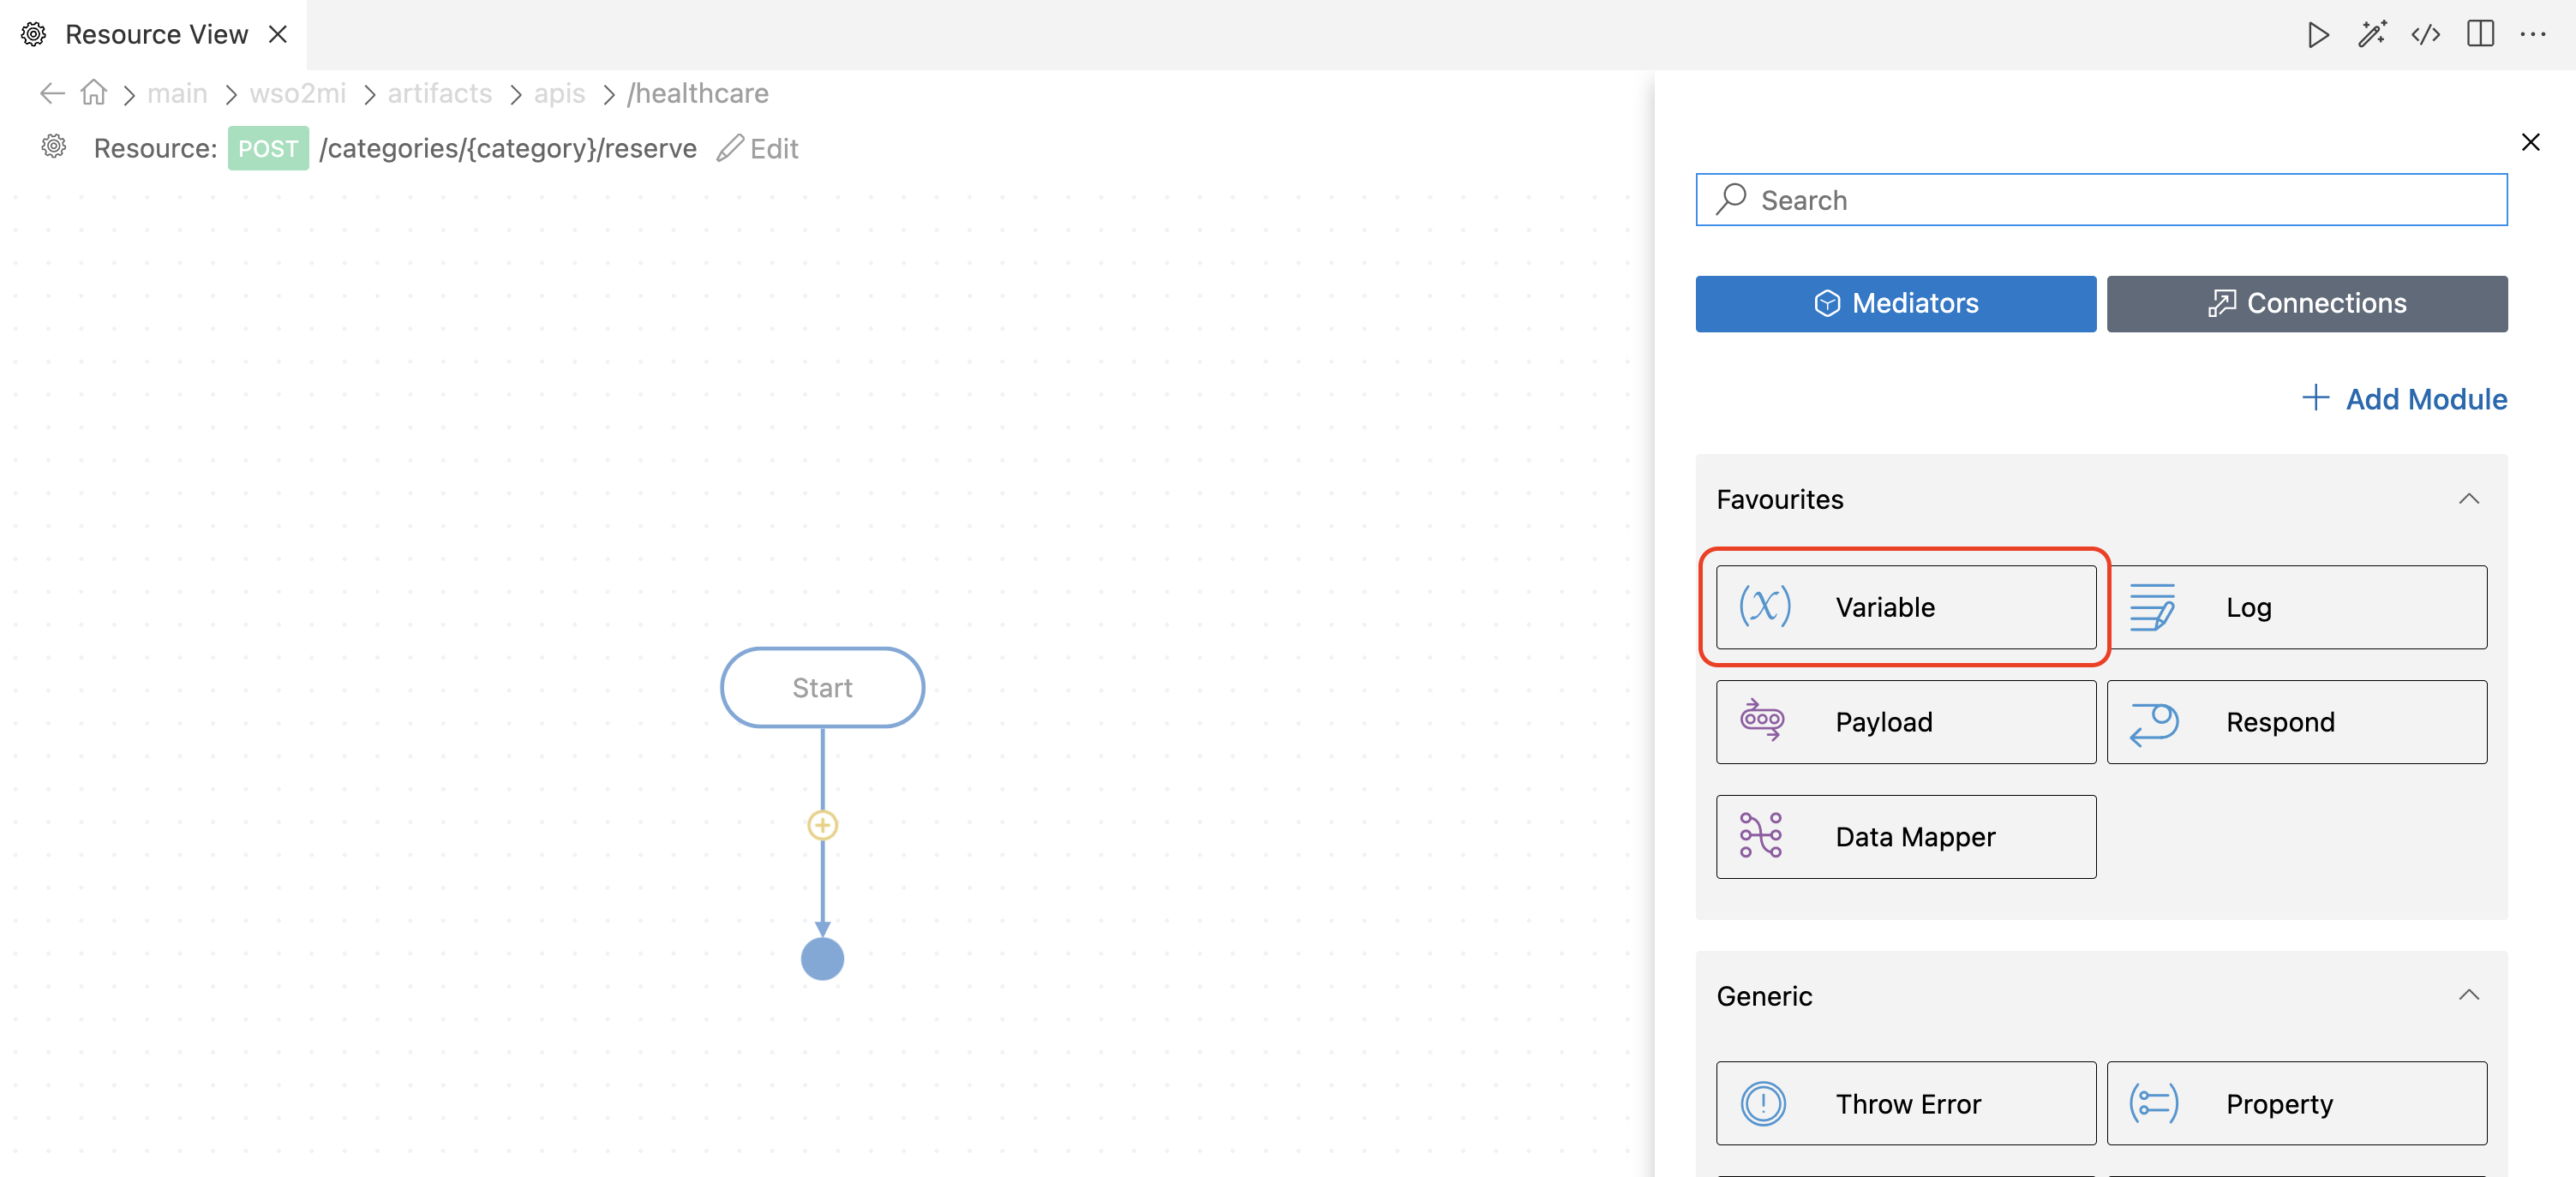 Resource View
main > wso2mi > artifacts > apis > /healthcare
Resource: POST /categories/{category}/reserve Edit
Start
Search
Mediators Connections
+ Add Module
Favourites
Variable Log
Payload Respond
Data Mapper
Generic
Throw Error Property